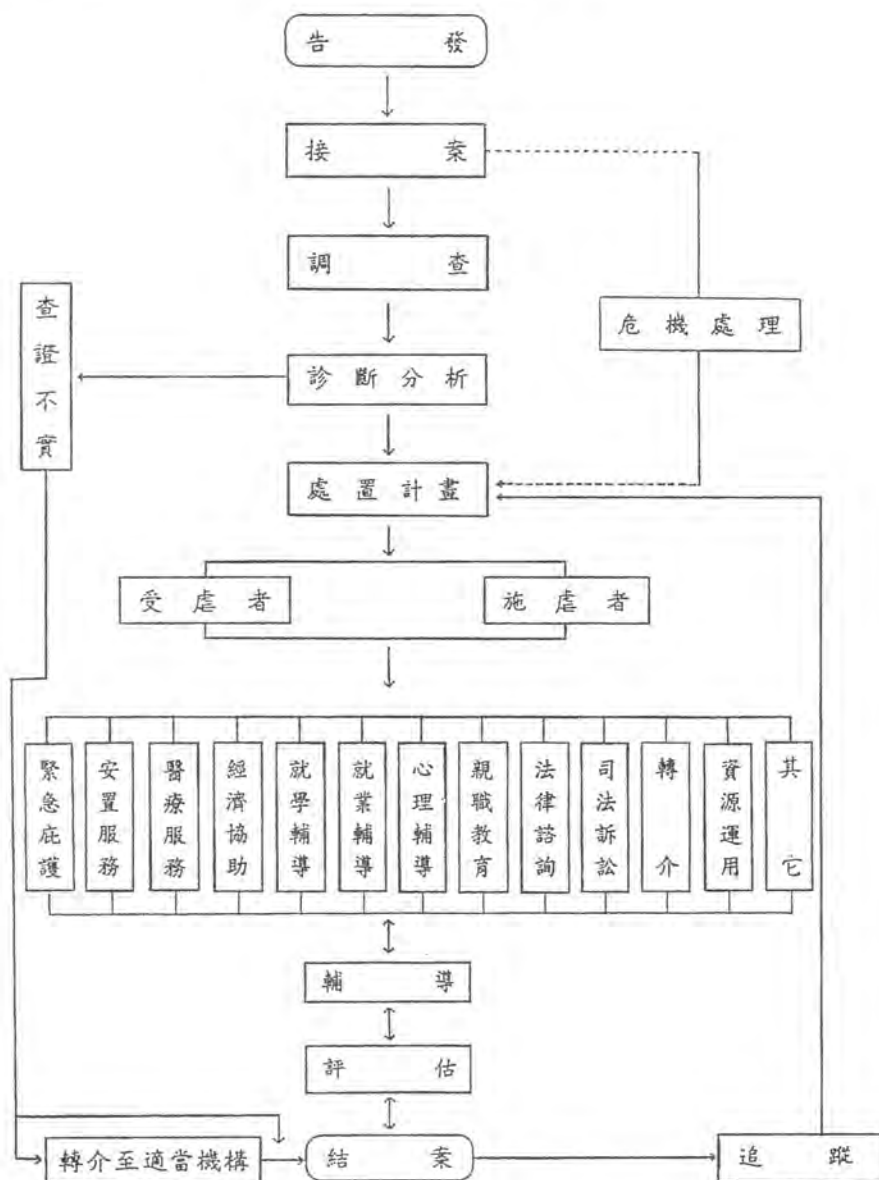 告發
接案
調查
危機處理
查證不實
診斷分析
處置計畫
受虐者
施虐者
緊急庇護
安置服務
醫療服務
經濟協助
就學輔導
就業輔導
心理輔導
親職教育
法律諮詢
司法訴訟
轉介
資源運用
其它
輔導
評估
轉介至適當機構
結案
追蹤